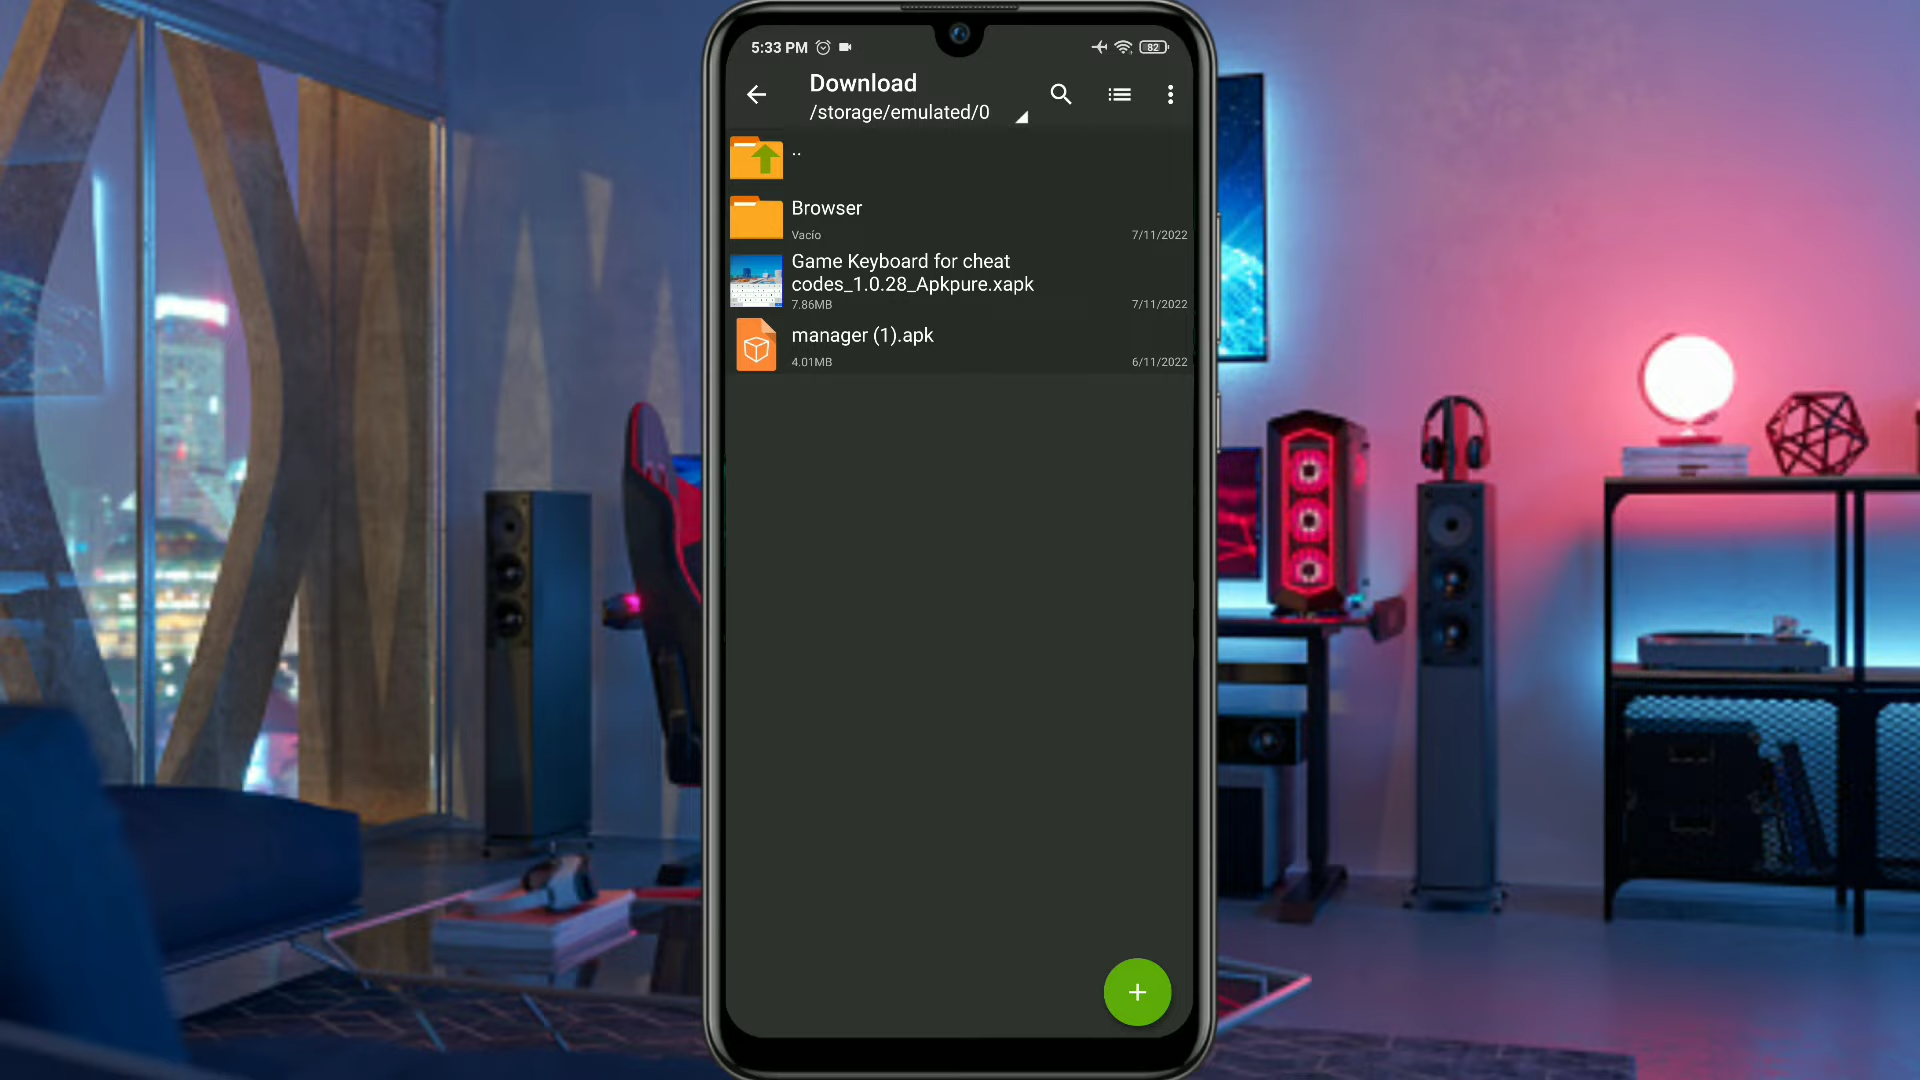 5:33 PM
82
Download
/storage/emulated/0
..
Browser
Vacío
7/11/2022
Game Keyboard for cheat
codes_1.0.28_Apkpure.xapk
7.86MB
7/11/2022
manager (1).apk
4.01MB
6/11/2022